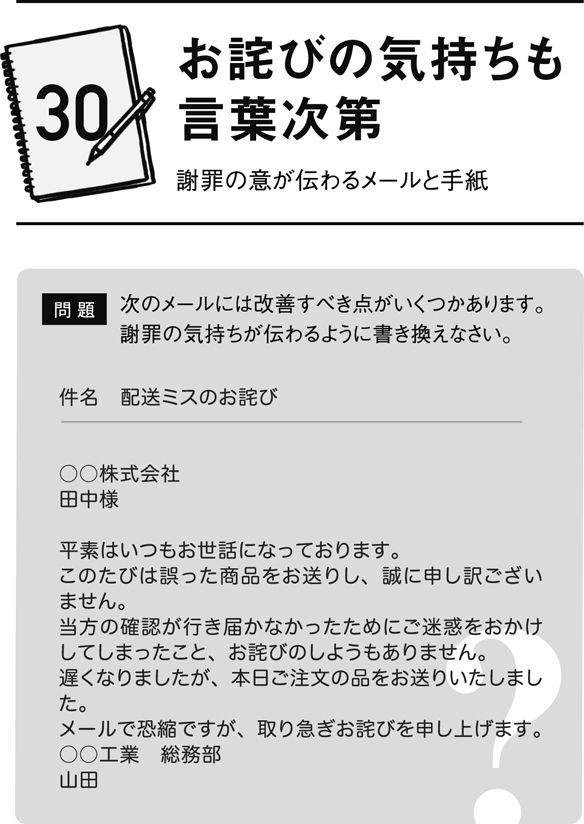 30
お詫びの気持ちも
言葉次第
謝罪の意が伝わるメールと手紙
問題
次のメールには改善すべき点がいくつかあります。
謝罪の気持ちが伝わるように書き換えなさい。
件名　配送ミスのお詫び
○○株式会社
田中様
平素はいつもお世話になっております。
このたびは誤った商品をお送りし、誠に申し訳ござい
ません。
当方の確認が行き届かなかったためにご迷惑をおかけ
してしまったこと、お詫びのしようもありません。
遅くなりましたが、本日ご注文の品をお送りいたしまし
た。
メールで恐縮ですが、取り急ぎお詫びを申し上げます。
○○工業　総務部
山田
?